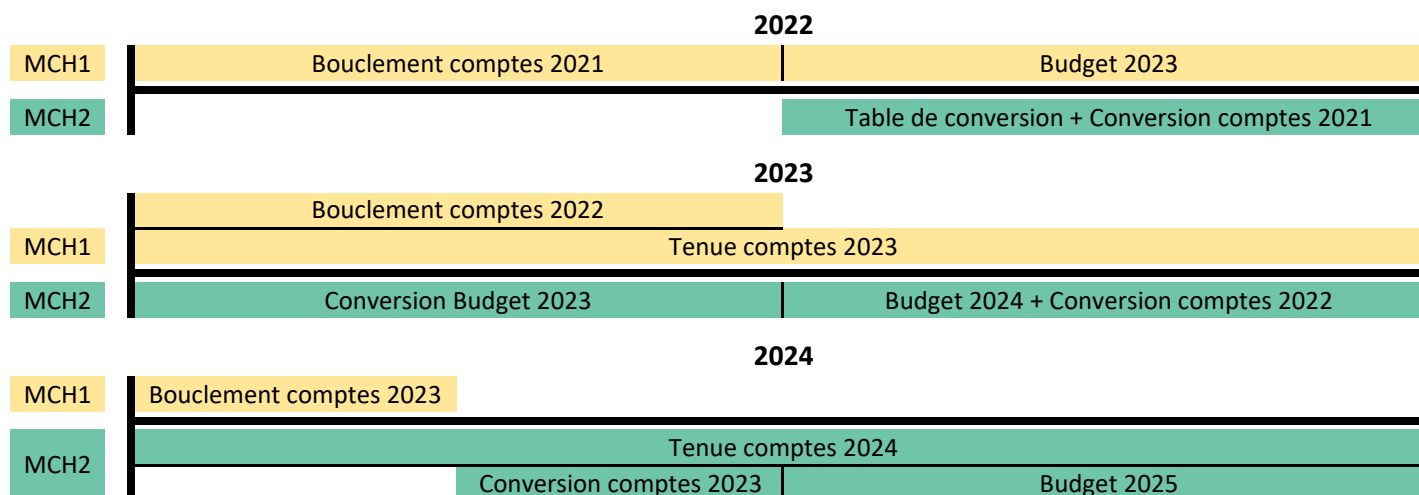 2022
MCH1 Bouclement comptes 2021 Budget 2023
MCH2 Table de conversion + Conversion comptes 2021
2023
Bouclement comptes 2022
MCH1 Tenue comptes 2023
MCH2 Conversion Budget 2023 Budget 2024 + Conversion comptes 2022
2024
MCH1 Bouclement comptes 2023
Tenue comptes 2024
MCH2
Conversion comptes 2023 Budget 2025